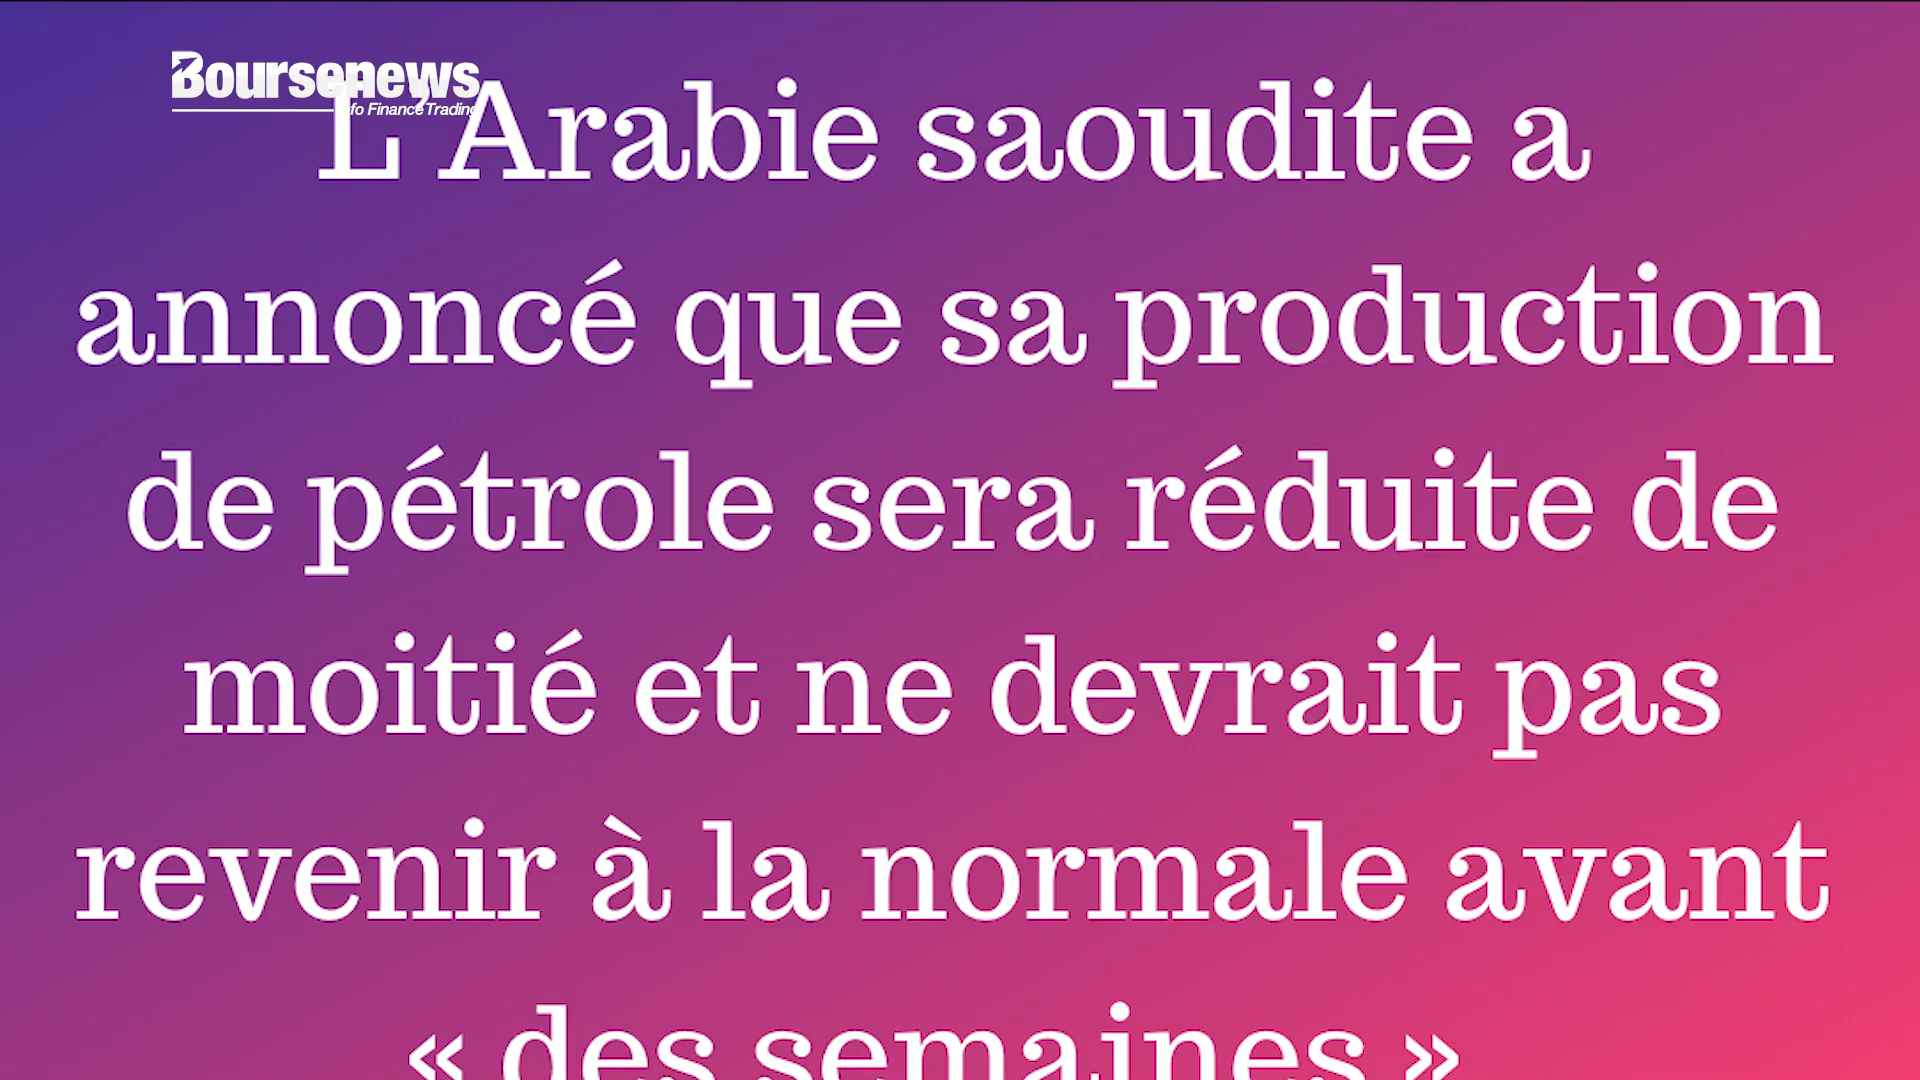 Boursenews
fo Finance Trading
L'Arabie saoudite a
annoncé que sa production
de pétrole sera réduite de
moitié et ne devrait pas
revenir à la normale avant
« des semaines »